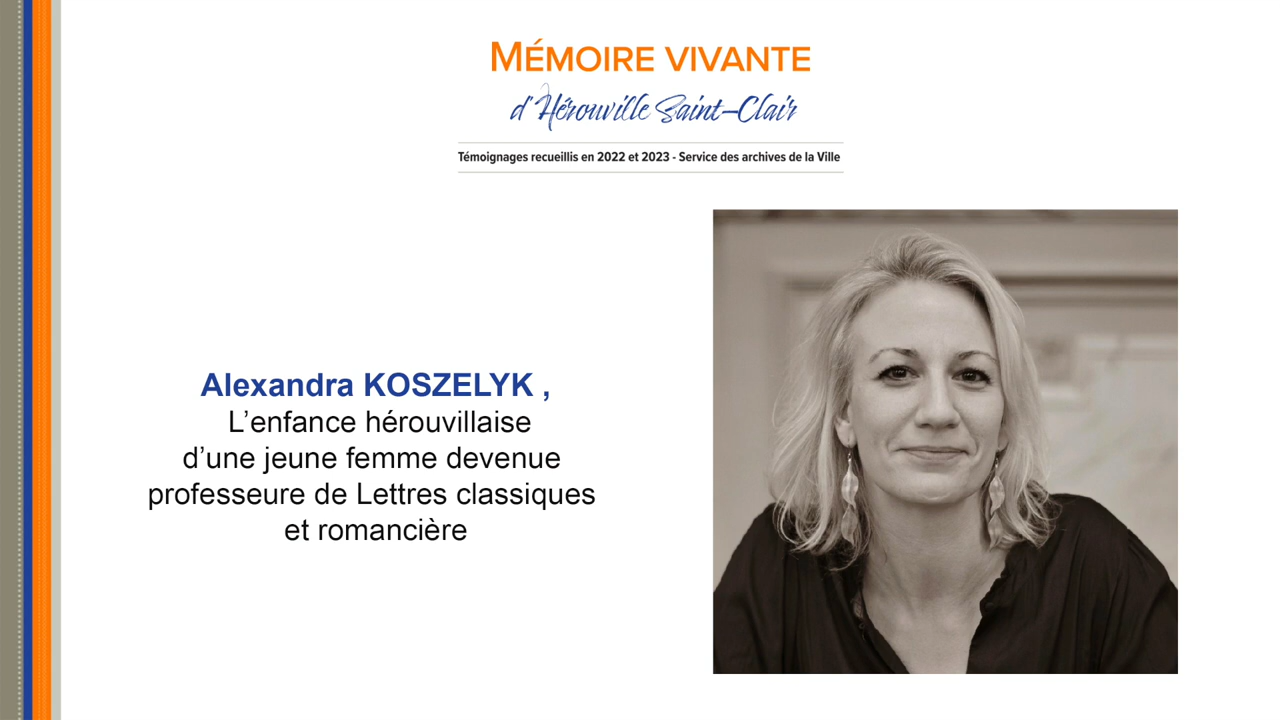 MÉMOIRE VIVANTE
d'Hérouville Saint-Clair
Témoignages recueillis en 2022 et 2023 - Service des archives de la Ville
Alexandra KOSZELYK ,
L’enfance hérouvillaise
d’une jeune femme devenue
professeure de Lettres classiques
et romancière